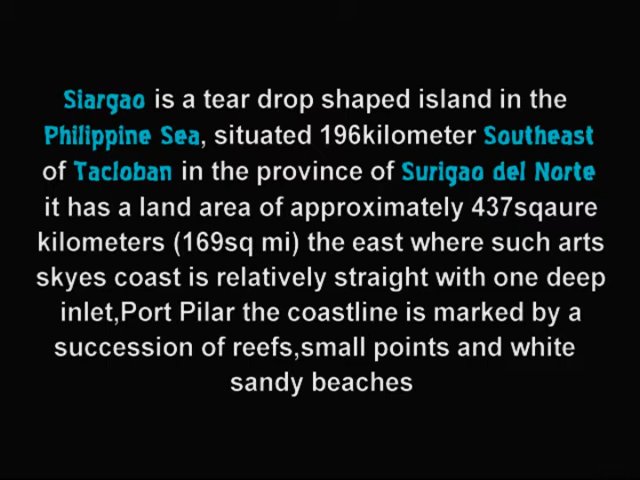 Siargao is a tear drop shaped island in the
Philippine Sea, situated 196kilometer Southeast
of Tacloban in the province of Surigao del Norte
it has a land area of approximately 437sqaure
kilometers (169sq mi) the east where such arts
skyes coast is relatively straight with one deep
inlet,Port Pilar the coastline is marked by a
succession of reefs,small points and white
sandy beaches